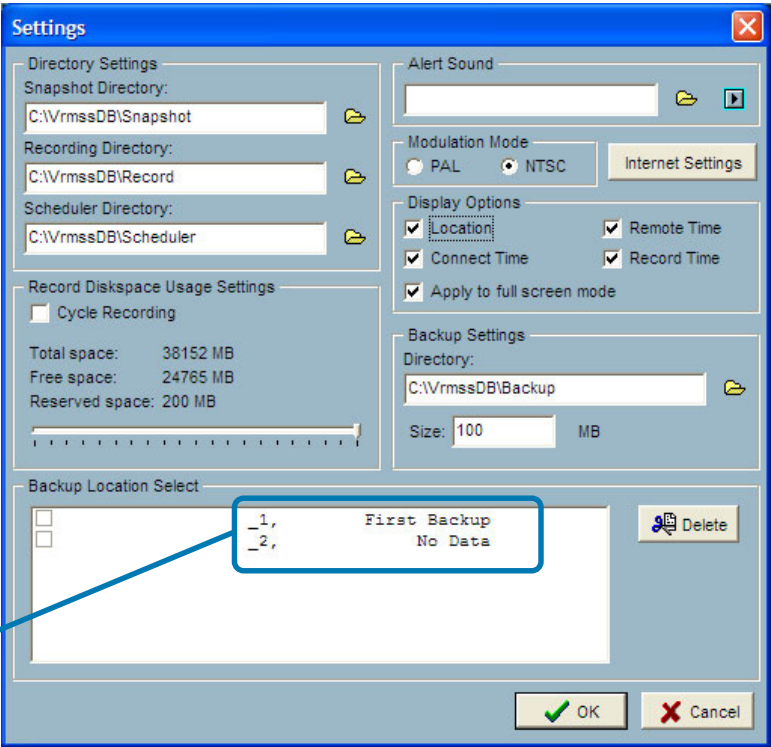 Settings
Directory Settings
Snapshot Directory:
C:\VrmssDB\Snapshot
Recording Directory:
C:\VrmssDB\Record
Scheduler Directory:
C:\VrmssDB\Scheduler
Record Diskspace Usage Settings
Cycle Recording
Total space: 38152 MB
Free space: 24765 MB
Reserved space: 200 MB
Alert Sound
Modulation Mode
PAL NTSC
Internet Settings
Display Options
Location Remote Time
Connect Time Record Time
Apply to full screen mode
Backup Settings
Directory:
C:\VrmssDB\Backup
Size: 100 MB
Backup Location Select
_1, First Backup
_2, No Data
Delete
OK Cancel